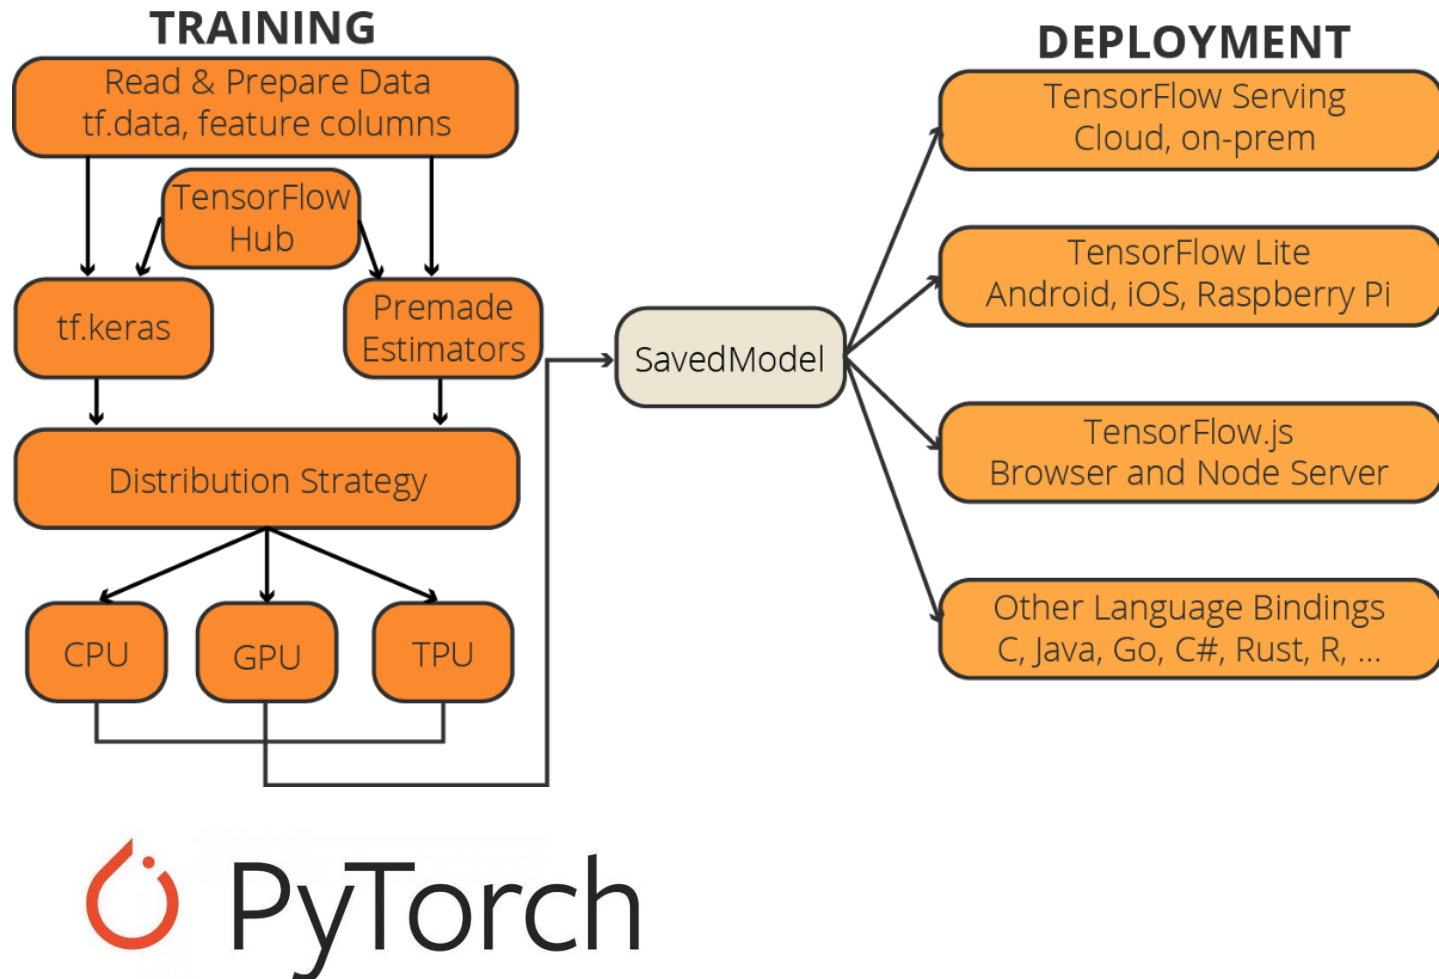 TRAINING
Read & Prepare Data
tf.data, feature columns
TensorFlow
Hub
tf.keras
Premade
Estimators
Distribution Strategy
CPU
GPU
TPU
SavedModel
DEPLOYMENT
TensorFlow Serving
Cloud, on-prem
TensorFlow Lite
Android, iOS, Raspberry Pi
TensorFlow.js
Browser and Node Server
Other Language Bindings
C, Java, Go, C#, Rust, R, ...
PyTorch